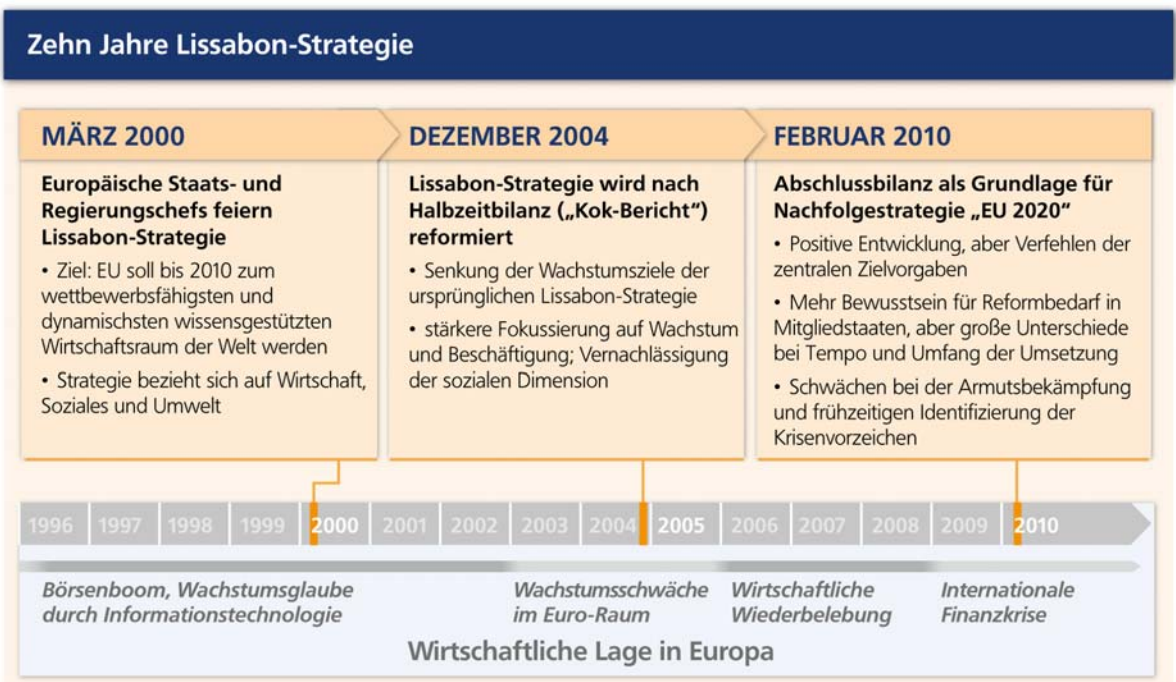 Zehn Jahre Lissabon-Strategie
MÄRZ 2000
Europäische Staats- und
Regierungschefs feiern
Lissabon-Strategie
• Ziel: EU soll bis 2010 zum
wettbewerbsfähigsten und
dynamischsten wissensgestützten
Wirtschaftsraum der Welt werden
• Strategie bezieht sich auf Wirtschaft,
Soziales und Umwelt
DEZEMBER 2004
Lissabon-Strategie wird nach
Halbzeitbilanz („Kok-Bericht“)
reformiert
• Senkung der Wachstumsziele der
ursprünglichen Lissabon-Strategie
• stärkere Fokussierung auf Wachstum
und Beschäftigung; Vernachlässigung
der sozialen Dimension
FEBRUAR 2010
Abschlussbilanz als Grundlage für
Nachfolgestrategie „EU 2020“
• Positive Entwicklung, aber Verfehlen der
zentralen Zielvorgaben
• Mehr Bewusstsein für Reformbedarf in
Mitgliedstaaten, aber große Unterschiede
bei Tempo und Umfang der Umsetzung
• Schwächen bei der Armutsbekämpfung
und frühzeitigen Identifizierung der
Krisenvorzeichen
1996 1997 1998 1999 2000 2001 2002 2003 2004 2005 2006 2007 2008 2009 2010
Börsenboom, Wachstumsglaube
durch Informationstechnologie
Wachstumsschwäche
im Euro-Raum
Wirtschaftliche
Wiederbelebung
Internationale
Finanzkrise
Wirtschaftliche Lage in Europa